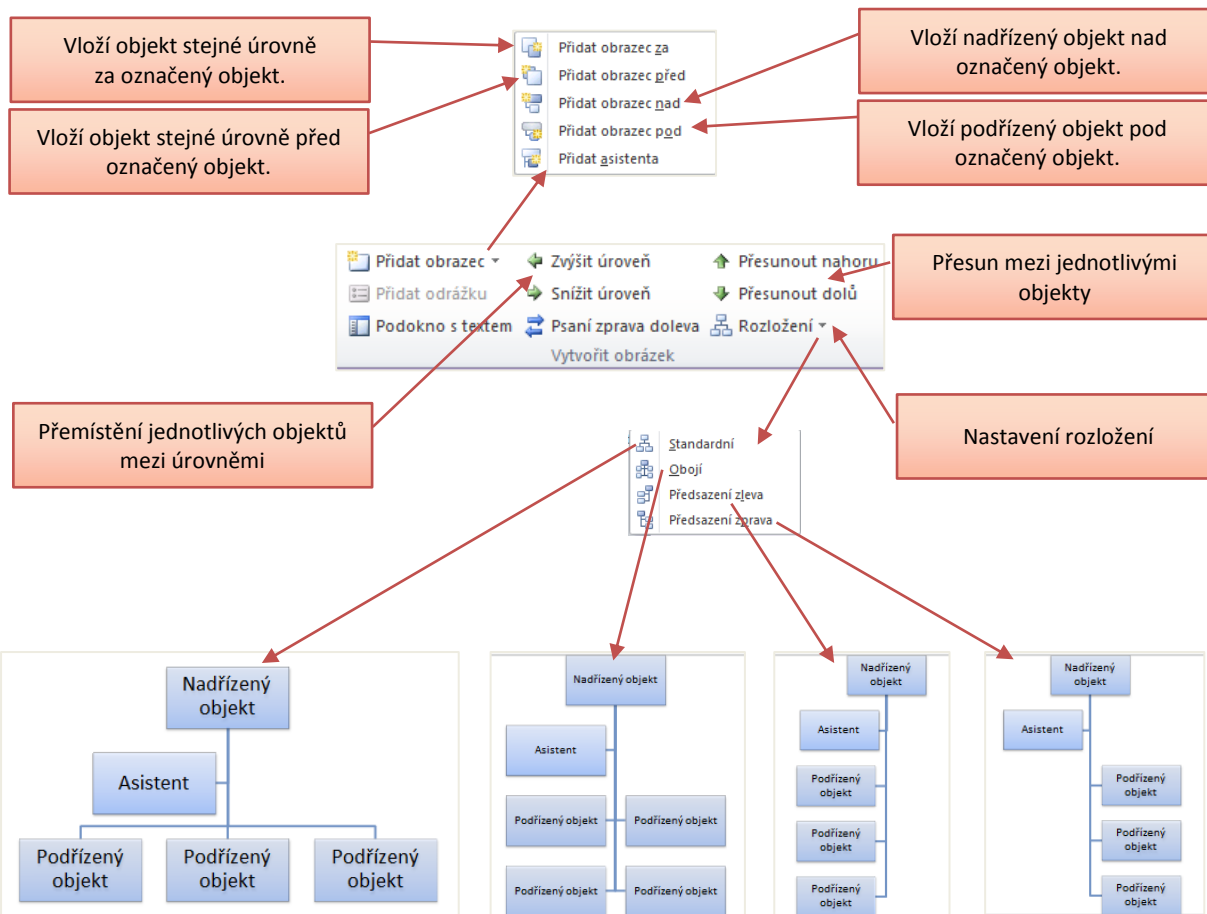 Vloží objekt stejné úrovně
za označený objekt.
Vloží objekt stejné úrovně před
označený objekt.
Přidat obrazec za
Přidat obrazec před
Přidat obrazec nad
Přidat obrazec pod
Přidat asistenta
Vloží nadřízený objekt nad
označený objekt.
Vloží podřízený objekt pod
označený objekt.
Přidat obrazec
Zvýšit úroveň
Přesunout nahoru
Přidat odrážku
Snížit úroveň
Přesunout dolů
Podokno s textem
Psaní zprava doleva
Rozložení
Vytvořit obrázek
Přesun mezi jednotlivými
objekty
Přemístění jednotlivých objektů
mezi úrovněmi
Nastavení rozložení
Standardní
Obojí
Předsazení zleva
Předsazení zprava
Nadřízený
objekt
Asistent
Podřízený
objekt
Podřízený
objekt
Podřízený
objekt
Nadřízený objekt
Asistent
Podřízený objekt
Podřízený objekt
Podřízený objekt
Podřízený objekt
Nadřízený
objekt
Asistent
Podřízený
objekt
Podřízený
objekt
Podřízený
objekt
Nadřízený
objekt
Asistent
Podřízený
objekt
Podřízený
objekt
Podřízený
objekt